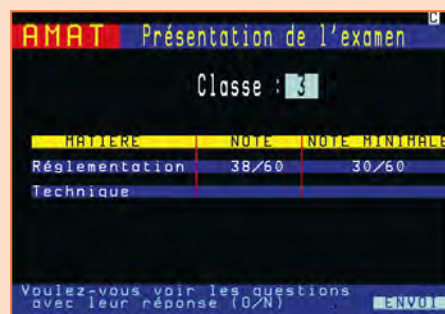 C
AMAT Présentation de l'examen
Classe : 3
MATIERE NOTE NOTE MINIMALE
Réglementation 38/60 30/60
Technique
Voulez-vous voir les questions
avec leur réponse (O/N) ENVOI